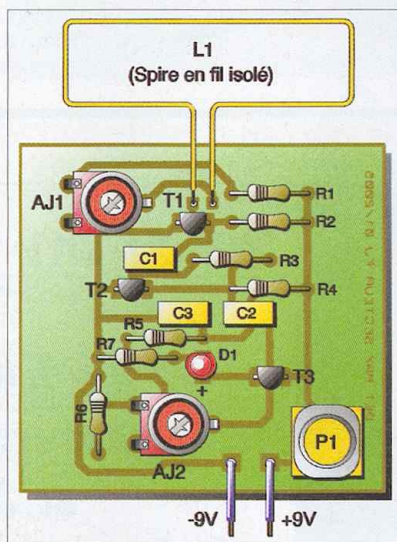 L1
(Spire en fil isolé)
AJ1
T1
R1
R2
C1
R3
T2
R4
C3
C2
R5
R7
D1
+
T3
R6
AJ2
P1
-9V
+9V